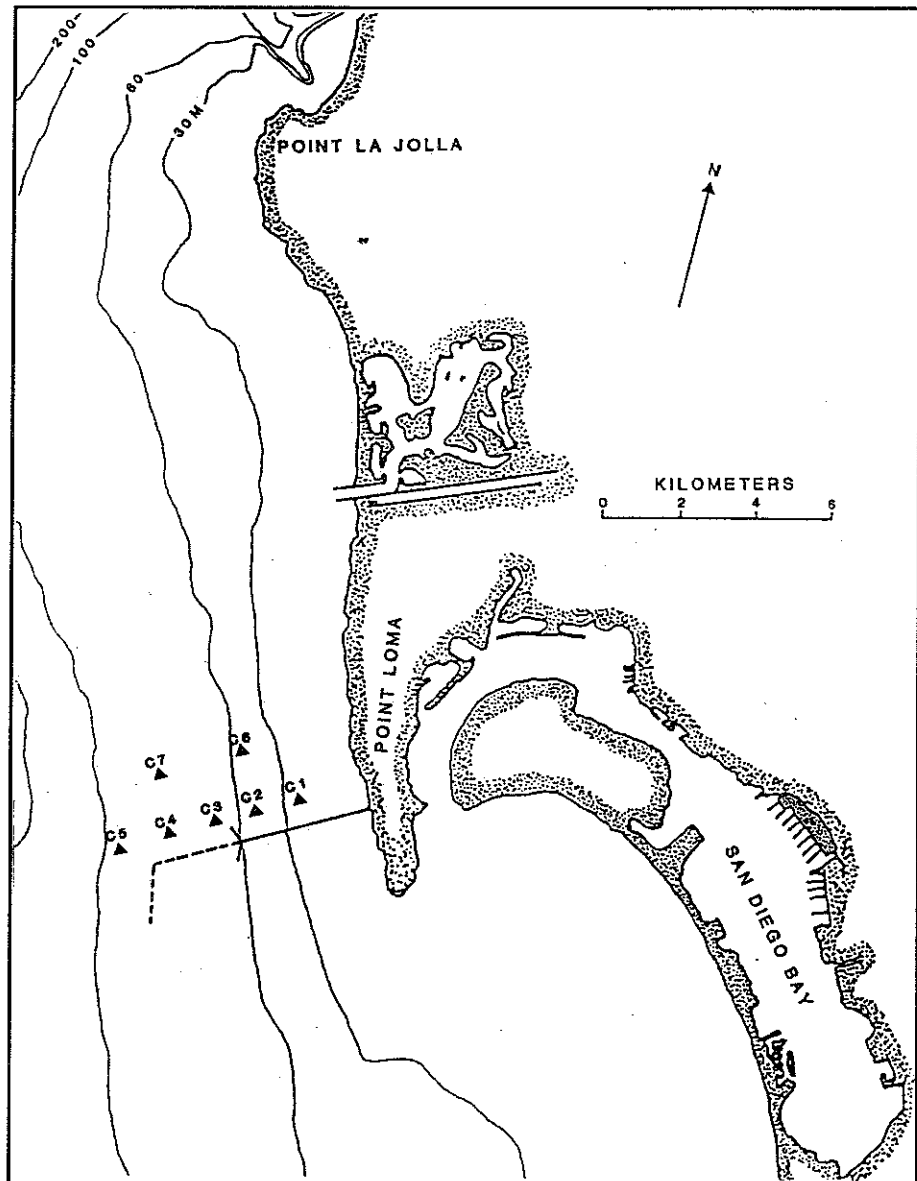 200
100
60
30 M
POINT LA JOLLA
N
KILOMETERS
0 2 4 6
POINT LOMA
C6
C7
C1
C2
C3
C4
C5
SAN DIEGO BAY